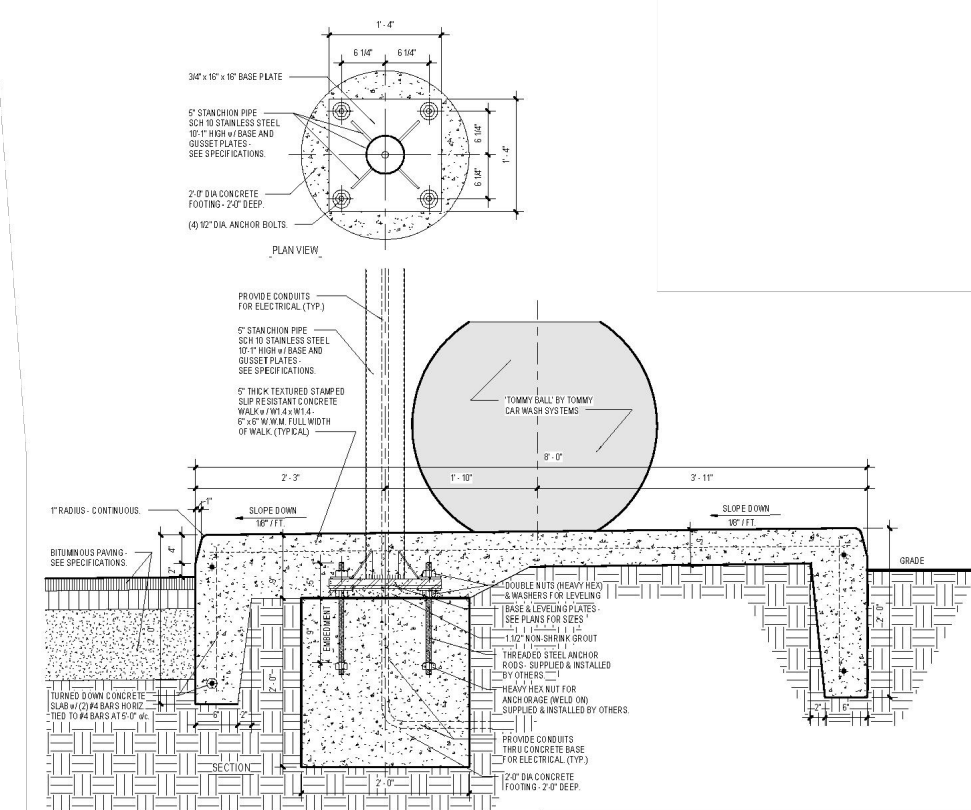 1' - 4"
6 1/4" 6 1/4"
3/4" x 16" x 16" BASE PLATE
5" STANCHION PIPE
SCH 10 STAINLESS STEEL
10'-1" HIGH w/ BASE AND
GUSSET PLATES -
SEE SPECIFICATIONS.
6 1/4"
1' - 4"
6 1/4"
2'-0" DIA CONCRETE
FOOTING - 2'-0" DEEP.
(4) 1/2" DIA. ANCHOR BOLTS.
PLAN VIEW
PROVIDE CONDUITS
FOR ELECTRICAL. (TYP.)
5" STANCHION PIPE
SCH 10 STAINLESS STEEL
10'-1" HIGH w/ BASE AND
GUSSET PLATES -
SEE SPECIFICATIONS.
5" THICK TEXTURED STAMPED
SLIP RESISTANT CONCRETE
WALK w / W1.4 x W1.4 -
6" x 6" W.W.M. FULL WIDTH
OF WALK. (TYPICAL)
'TOMMY BALL' BY TOMMY
CAR WASH SYSTEMS
8' - 0"
2' - 3" 1' - 10" 3' - 11"
1"
1" RADIUS - CONTINUOUS.
SLOPE DOWN
1/8" / FT.
SLOPE DOWN
1/8" / FT.
4"
BITUMINOUS PAVING -
SEE SPECIFICATIONS.
GRADE
DOUBLE NUTS (HEAVY HEX)
& WASHERS FOR LEVELING
BASE & LEVELING PLATES -
SEE PLANS FOR SIZES
1 1/2" NON-SHRINK GROUT
THREADED STEEL ANCHOR
RODS - SUPPLIED & INSTALLED
BY OTHERS.
HEAVY HEX NUT FOR
ANCHORAGE (WELD ON)
SUPPLIED & INSTALLED BY OTHERS.
9"
EMBEDMENT
2' - 0"
2' - 0"
2' - 0"
TURNED DOWN CONCRETE
SLAB w/ (2) #4 BARS HORIZ.
TIED TO #4 BARS AT 5'-0" o/c.
6" 2"
2" 6"
PROVIDE CONDUITS
THRU CONCRETE BASE
FOR ELECTRICAL. (TYP.)
SECTION
2'-0" DIA CONCRETE
FOOTING - 2'-0" DEEP.
2' - 0"